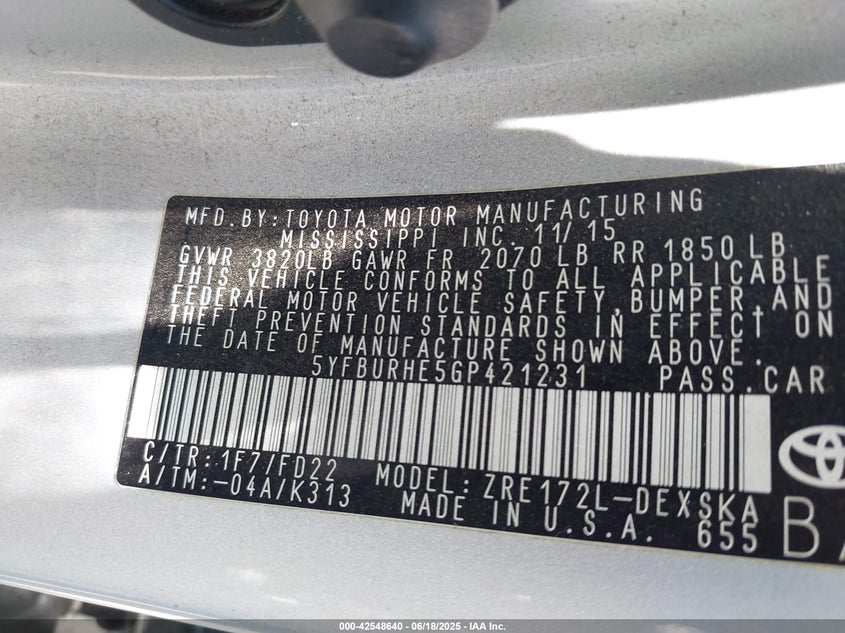 MFD.BY:TOYOTA MOTOR MANUFACTURING
MISSISSIPPI INC. 11/15
GVWR 3820LB GAWR FR 2070 LB RR 1850LB
THIS VEHICLE CONFORMS TO ALL APPLICABLE
FEDERAL MOTOR VEHICLE SAFETY, BUMPER, AND
THEFT PREVENTION STANDARDS IN EFFECT ON
THE DATE OF MANUFACTURE SHOWN ABOVE.
5YFBURHE5GP421231 PASS.CAR
C/TR:1F7/FD22 MODEL:ZRE172L-DEXSKA
A/TM:-04A/K313 MADE IN U.S.A. 655
000-42548640 - 06/18/2025 - IAA Inc.